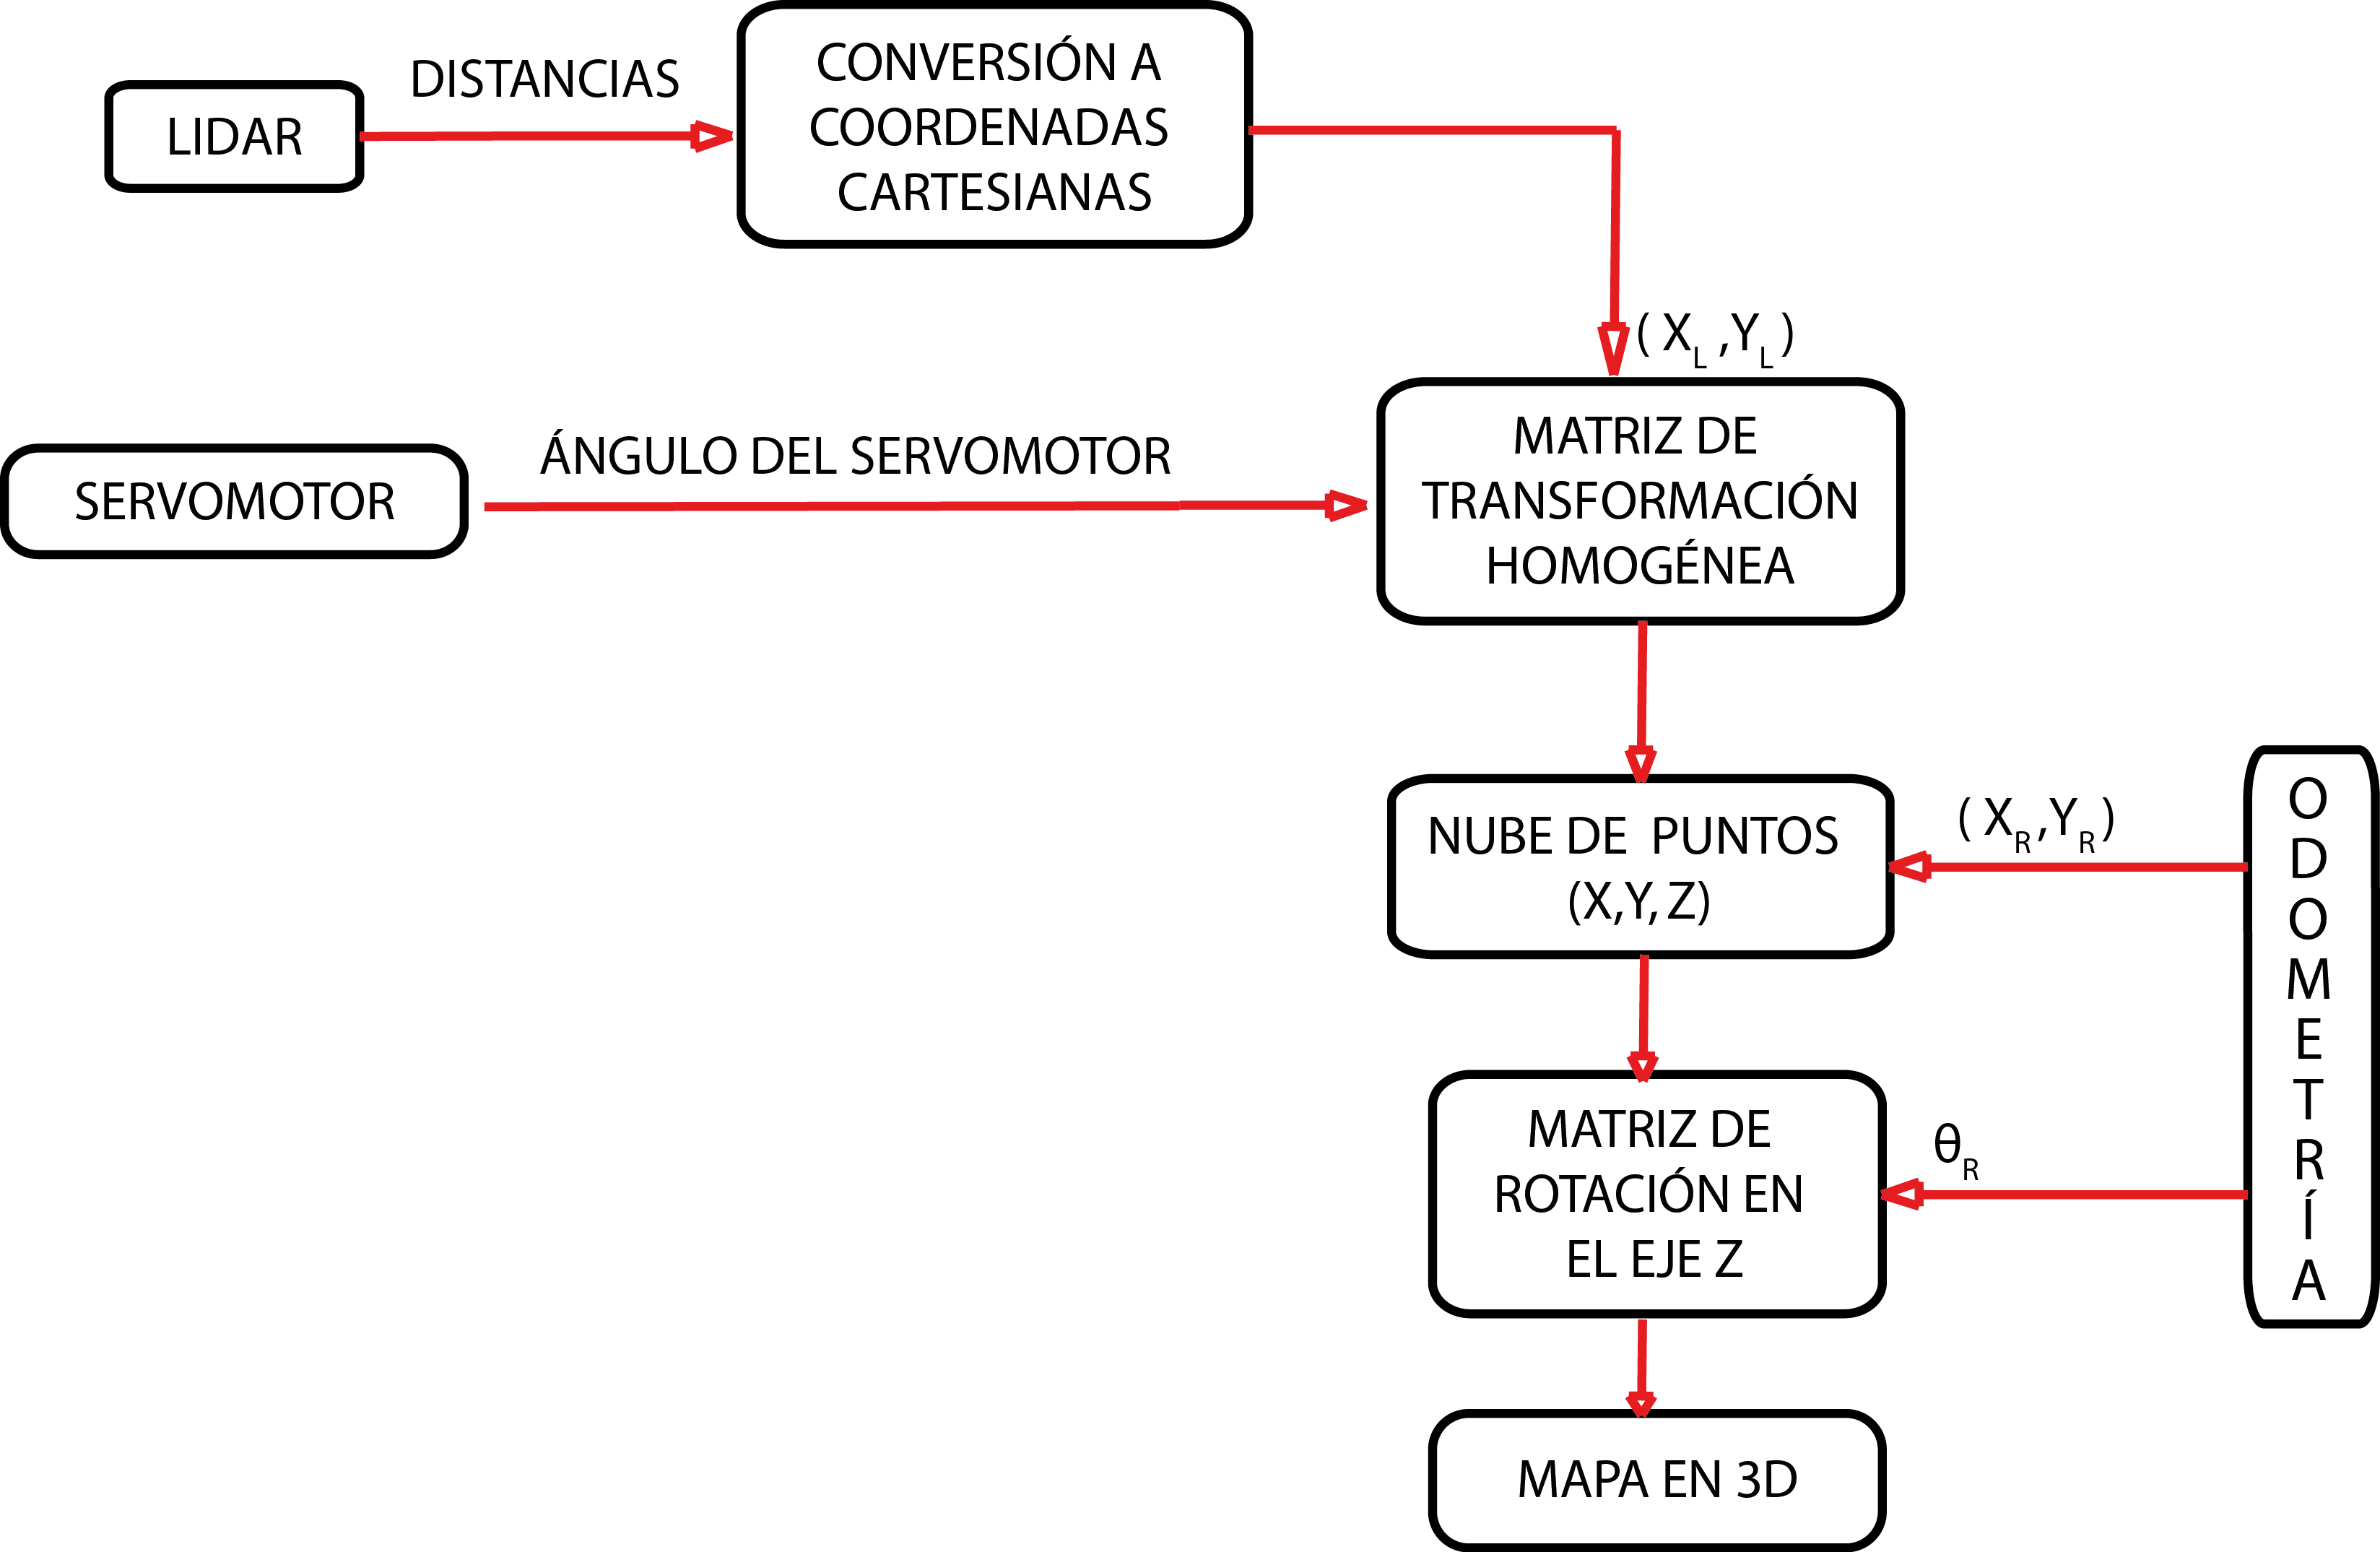 LIDAR
DISTANCIAS
CONVERSIÓN A
COORDENADAS
CARTESIANAS
( X_L ,Y_L )
SERVOMOTOR
ÁNGULO DEL SERVOMOTOR
MATRIZ DE
TRANSFORMACIÓN
HOMOGÉNEA
NUBE DE PUNTOS
(X,Y, Z)
( X_R ,Y_R )
ODOMETRÍA
MATRIZ DE
ROTACIÓN EN
EL EJE Z
θ_R
MAPA EN 3D